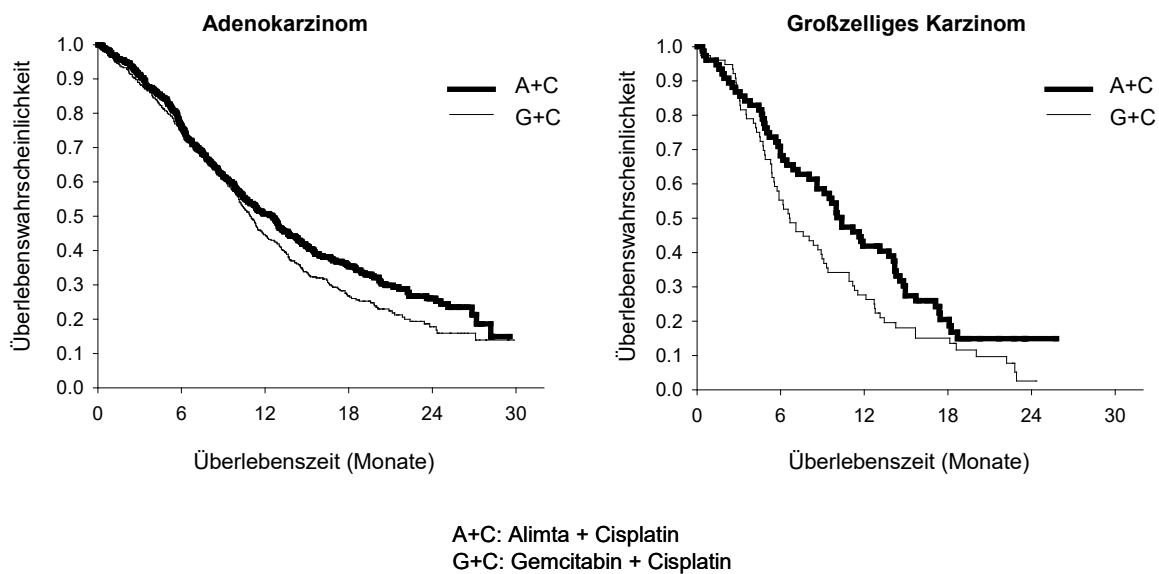 Adenokarzinom
Überlebenswahrscheinlichkeit
1.0
0.9
0.8
0.7
0.6
0.5
0.4
0.3
0.2
0.1
0.0
0 6 12 18 24 30
Überlebenszeit (Monate)
A+C
G+C
Großzelliges Karzinom
Überlebenswahrscheinlichkeit
1.0
0.9
0.8
0.7
0.6
0.5
0.4
0.3
0.2
0.1
0.0
0 6 12 18 24 30
Überlebenszeit (Monate)
A+C
G+C
A+C: Alimta + Cisplatin
G+C: Gemcitabin + Cisplatin